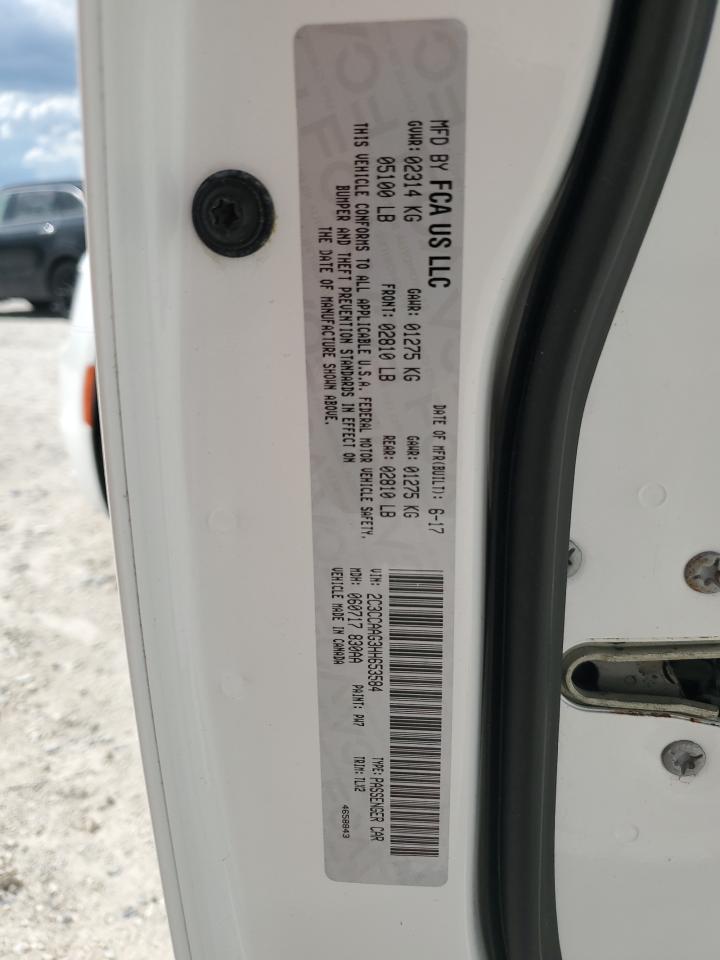 MFD BY FCA US LLC DATE OF MFR(BUILT): 6-17
GVWR: 02314 KG GAWR: 01275 KG GAWR: 01275 KG
05100 LB FRONT: 02810 LB REAR: 02810 LB
THIS VEHICLE CONFORMS TO ALL APPLICABLE U.S.A. FEDERAL MOTOR VEHICLE SAFETY,
BUMPER AND THEFT PREVENTION STANDARDS IN EFFECT ON
THE DATE OF MANUFACTURE SHOWN ABOVE.
VIN: 2C3CCAAG3HH653584 TYPE: PASSENGER CAR
MDH: 060717 830AA PAINT: PW7 TRIM: TLX2
VEHICLE MADE IN CANADA 4658843